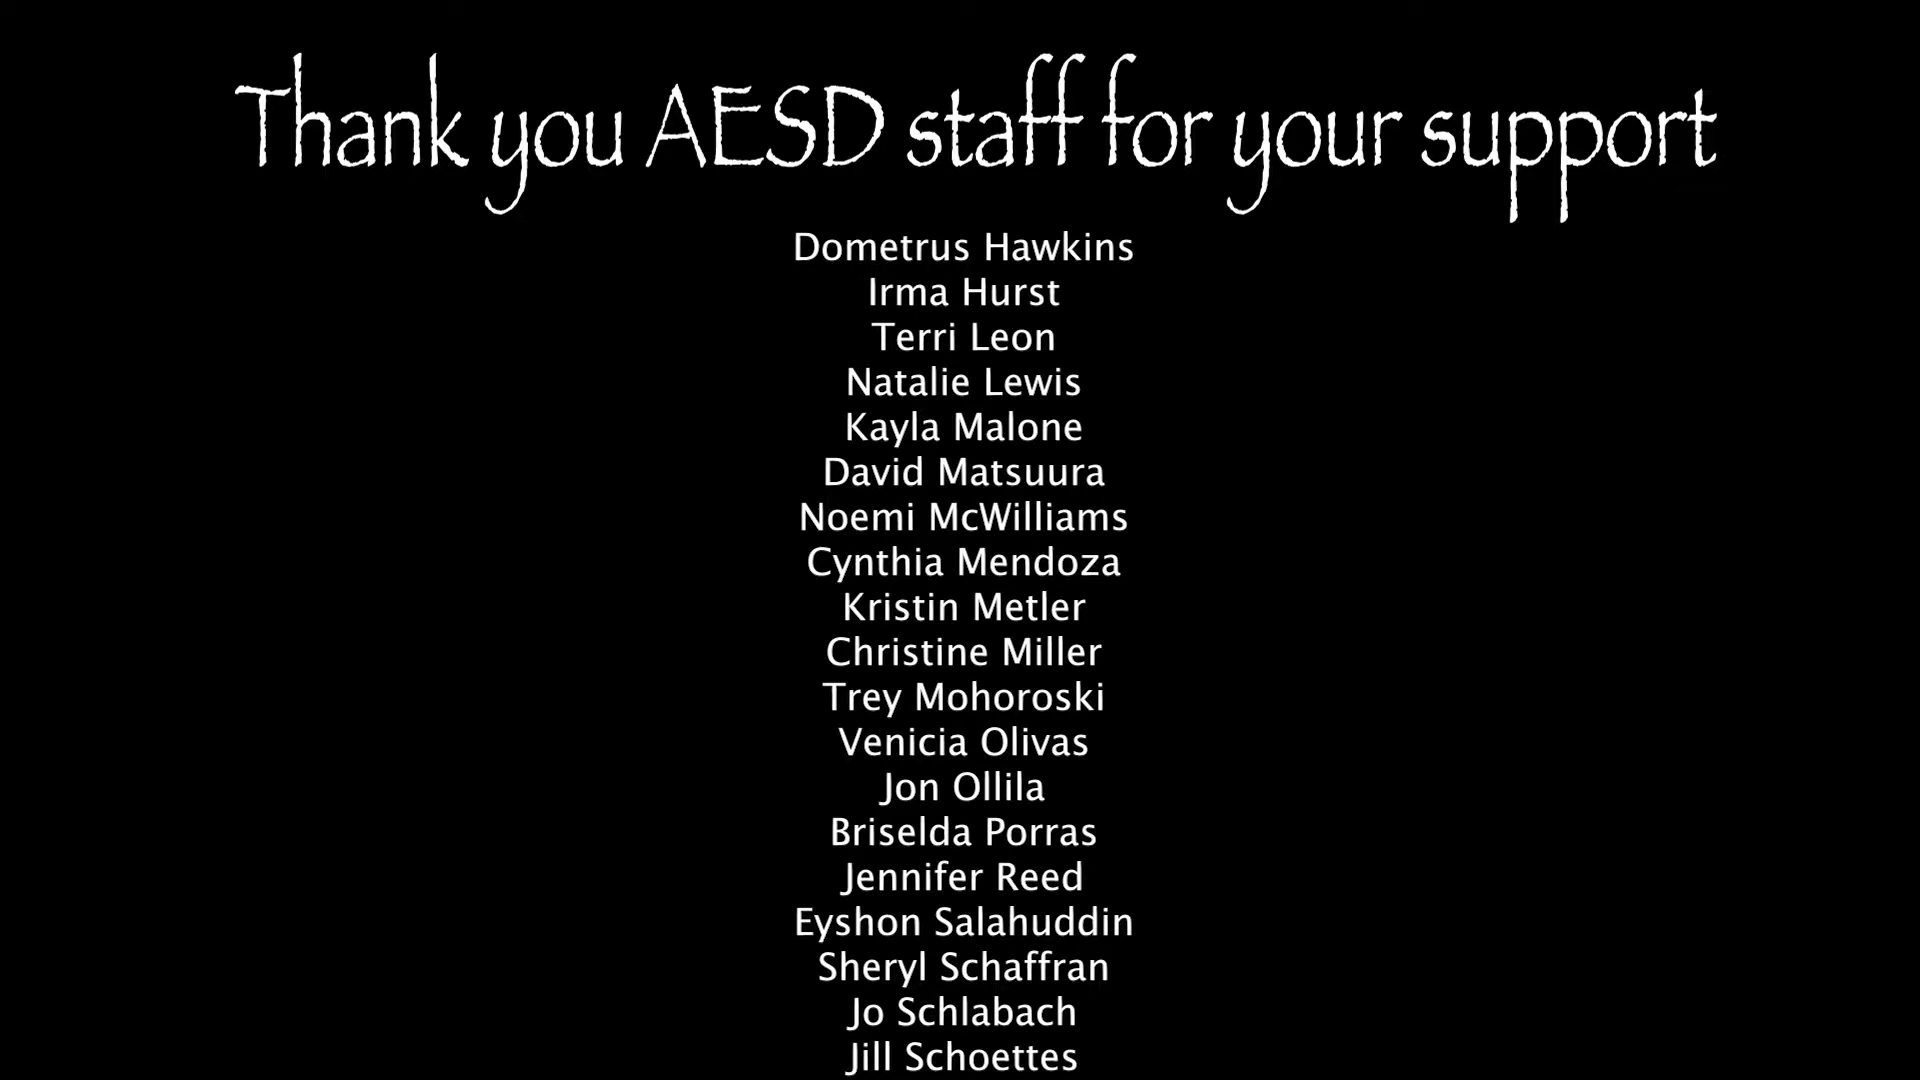 Thank you AESD staff for your support
Dometrus Hawkins
Irma Hurst
Terri Leon
Natalie Lewis
Kayla Malone
David Matsuura
Noemi McWilliams
Cynthia Mendoza
Kristin Metler
Christine Miller
Trey Mohoroski
Venicia Olivas
Jon Ollila
Briselda Porras
Jennifer Reed
Eyshon Salahuddin
Sheryl Schaffran
Jo Schlabach
Jill Schoettes